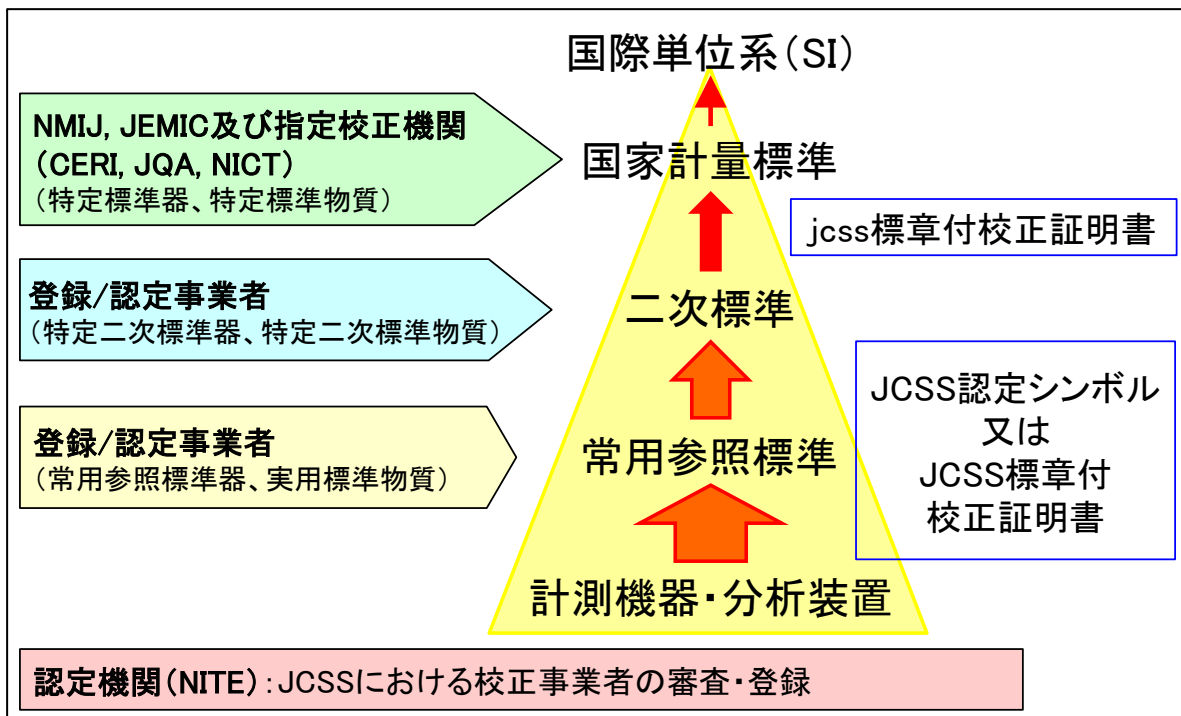 国際単位系(SI)
NMIJ, JEMIC及び指定校正機関
(CERI, JQA, NICT)
(特定標準器、特定標準物質)
国家計量標準
jcss標章付校正証明書
登録/認定事業者
(特定二次標準器、特定二次標準物質)
二次標準
JCSS認定シンボル
又は
JCSS標章付
校正証明書
登録/認定事業者
(常用参照標準器、実用標準物質)
常用参照標準
計測機器・分析装置
認定機関(NITE):JCSSにおける校正事業者の審査・登録